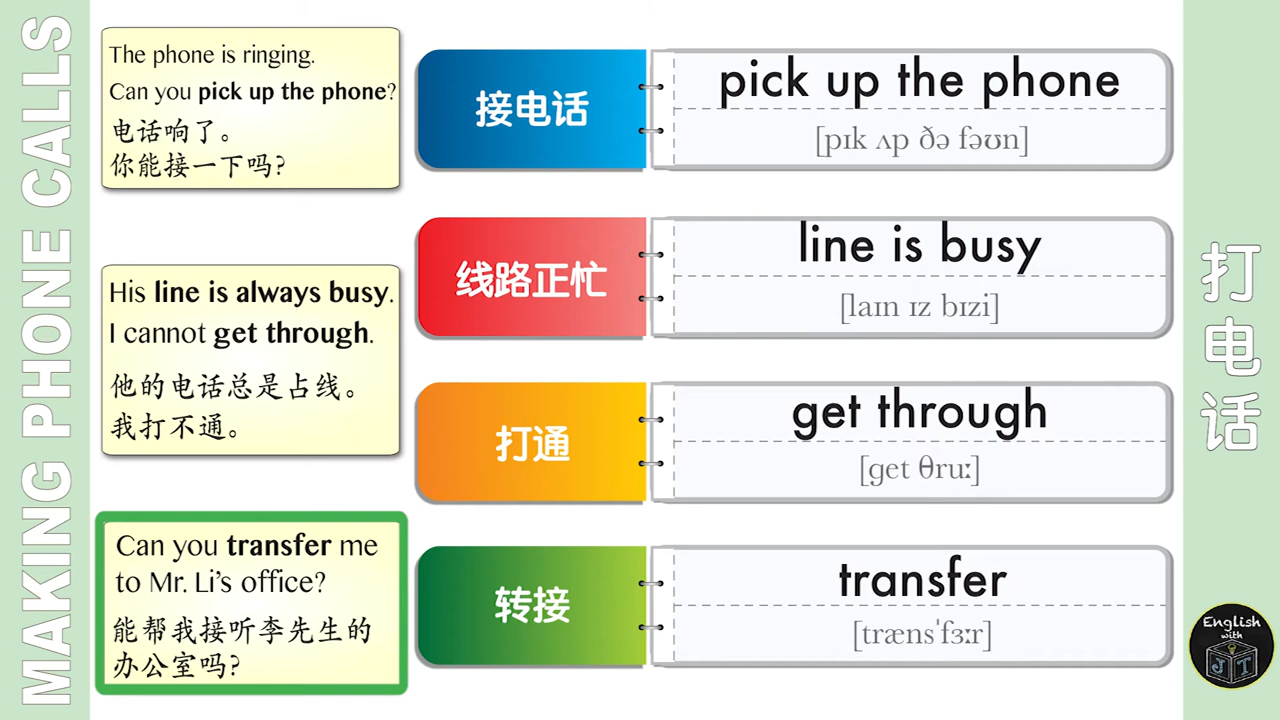 MAKING PHONE CALLS
The phone is ringing.
Can you pick up the phone?
电话响了。
你能接一下吗?
接电话
pick up the phone
[pɪk ʌp ðə fəʊn]
线路正忙
line is busy
[laɪn ɪz bɪzi]
His line is always busy.
I cannot get through.
他的电话总是占线。
我打不通。
打通
get through
[ɡet θruː]
Can you transfer me
to Mr. Li's office?
能帮我接听李先生的
办公室吗?
转接
transfer
[trænsˈfɜːr]
打电话
English
with
JT